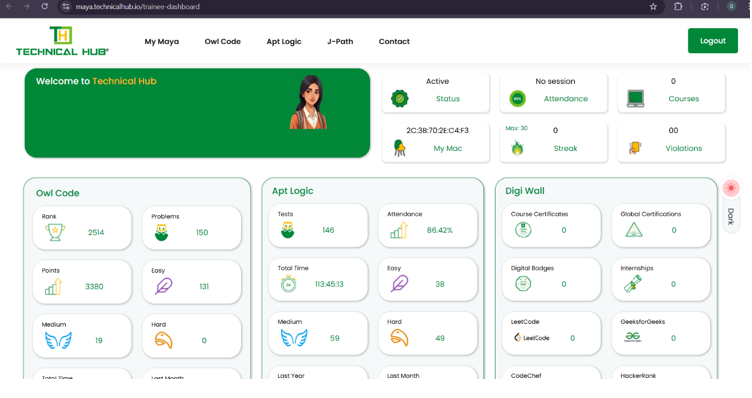 maya.technicalhub.io/trainee-dashboard
G
TH
TECHNICAL HUB
My Maya
Owl Code
Apt Logic
J-Path
Contact
Logout
Welcome to Technical Hub
Active
Status
No session
Attendance
0
Courses
2C:3B:70:2E:C4:F3
My Mac
Max: 30
0
Streak
00
Violations
Owl Code
Rank
2514
Problems
150
Points
3380
Easy
131
Medium
19
Hard
0
Total Time
Last Month
Apt Logic
Tests
146
Attendance
86.42%
Total Time
113:45:13
Easy
38
Medium
59
Hard
49
Last Year
Last Month
Digi Wall
Course Certificates
0
Global Certifications
0
Digital Badges
0
Internships
0
LeetCode
LeetCode
0
GeeksforGeeks
0
CodeChef
HackerRank
Dark